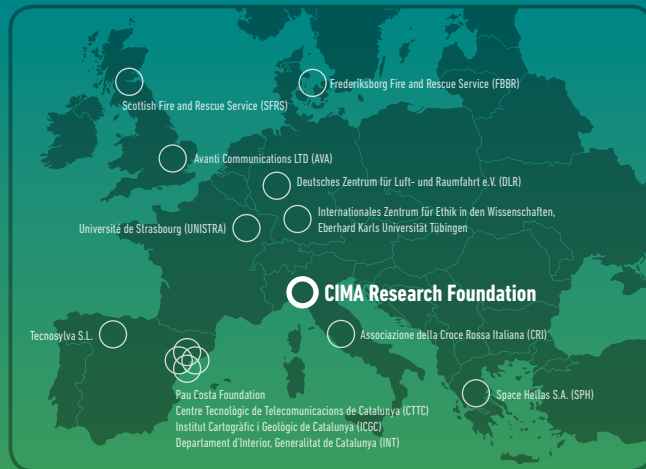 Frederiksborg Fire and Rescue Service (FBBR)
Scottish Fire and Rescue Service (SFRS)
Avanti Communications LTD (AVA)
Deutsches Zentrum für Luft- und Raumfahrt e.V. (DLR)
Internationales Zentrum für Ethik in den Wissenschaften,
Eberhard Karls Universität Tübingen
Université de Strasbourg (UNISTRA)
CIMA Research Foundation
Tecnosylva S.L.
Associazione della Croce Rossa Italiana (CRI)
Space Hellas S.A. (SPH)
Pau Costa Foundation
Centre Tecnològic de Telecomunicacions de Catalunya (CTTC)
Institut Cartogràfic i Geològic de Catalunya (ICGC)
Departament d'Interior, Generalitat de Catalunya (INT)